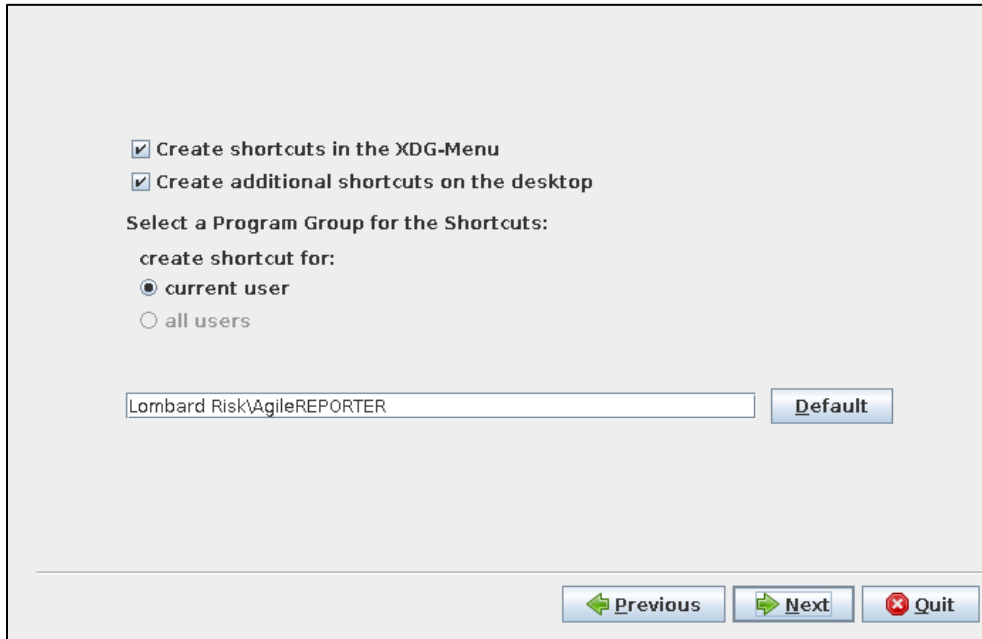 Create shortcuts in the XDG-Menu
Create additional shortcuts on the desktop
Select a Program Group for the Shortcuts:
create shortcut for:
current user
all users
Lombard Risk\AgileREPORTER
Default
Previous
Next
Quit